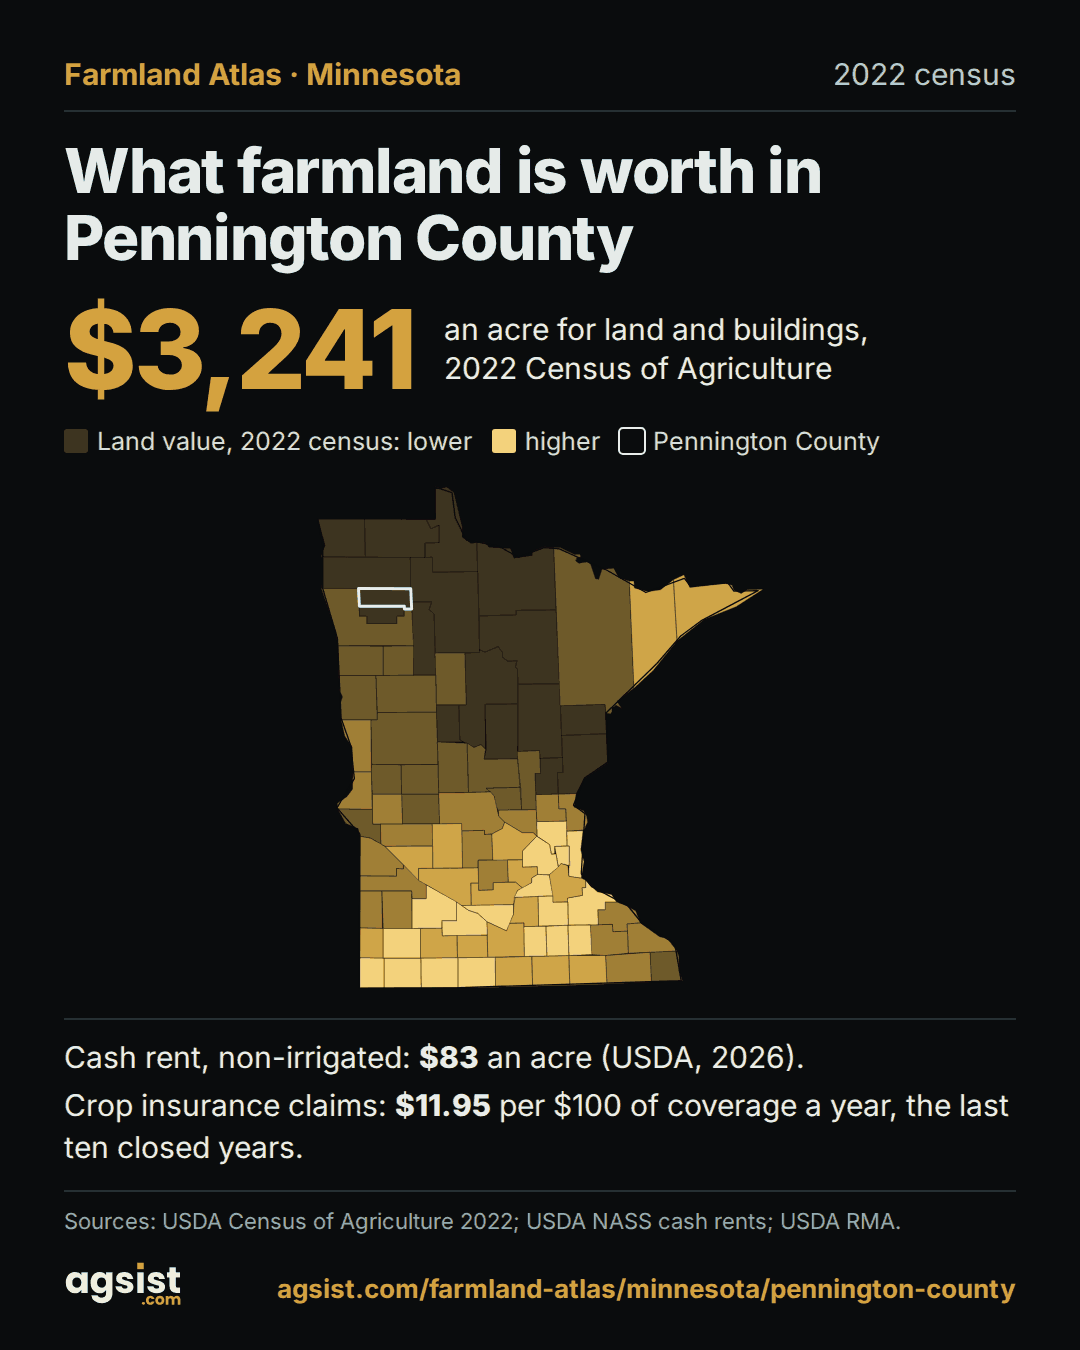 Farmland Atlas · Minnesota
2022 census
What farmland is worth in
Pennington County
$3,241
an acre for land and buildings,
2022 Census of Agriculture
Land value, 2022 census: lower
higher
Pennington County
Cash rent, non-irrigated: $83 an acre (USDA, 2026).
Crop insurance claims: $11.95 per $100 of coverage a year, the last
ten closed years.
Sources: USDA Census of Agriculture 2022; USDA NASS cash rents; USDA RMA.
agsist
.com
agsist.com/farmland-atlas/minnesota/pennington-county